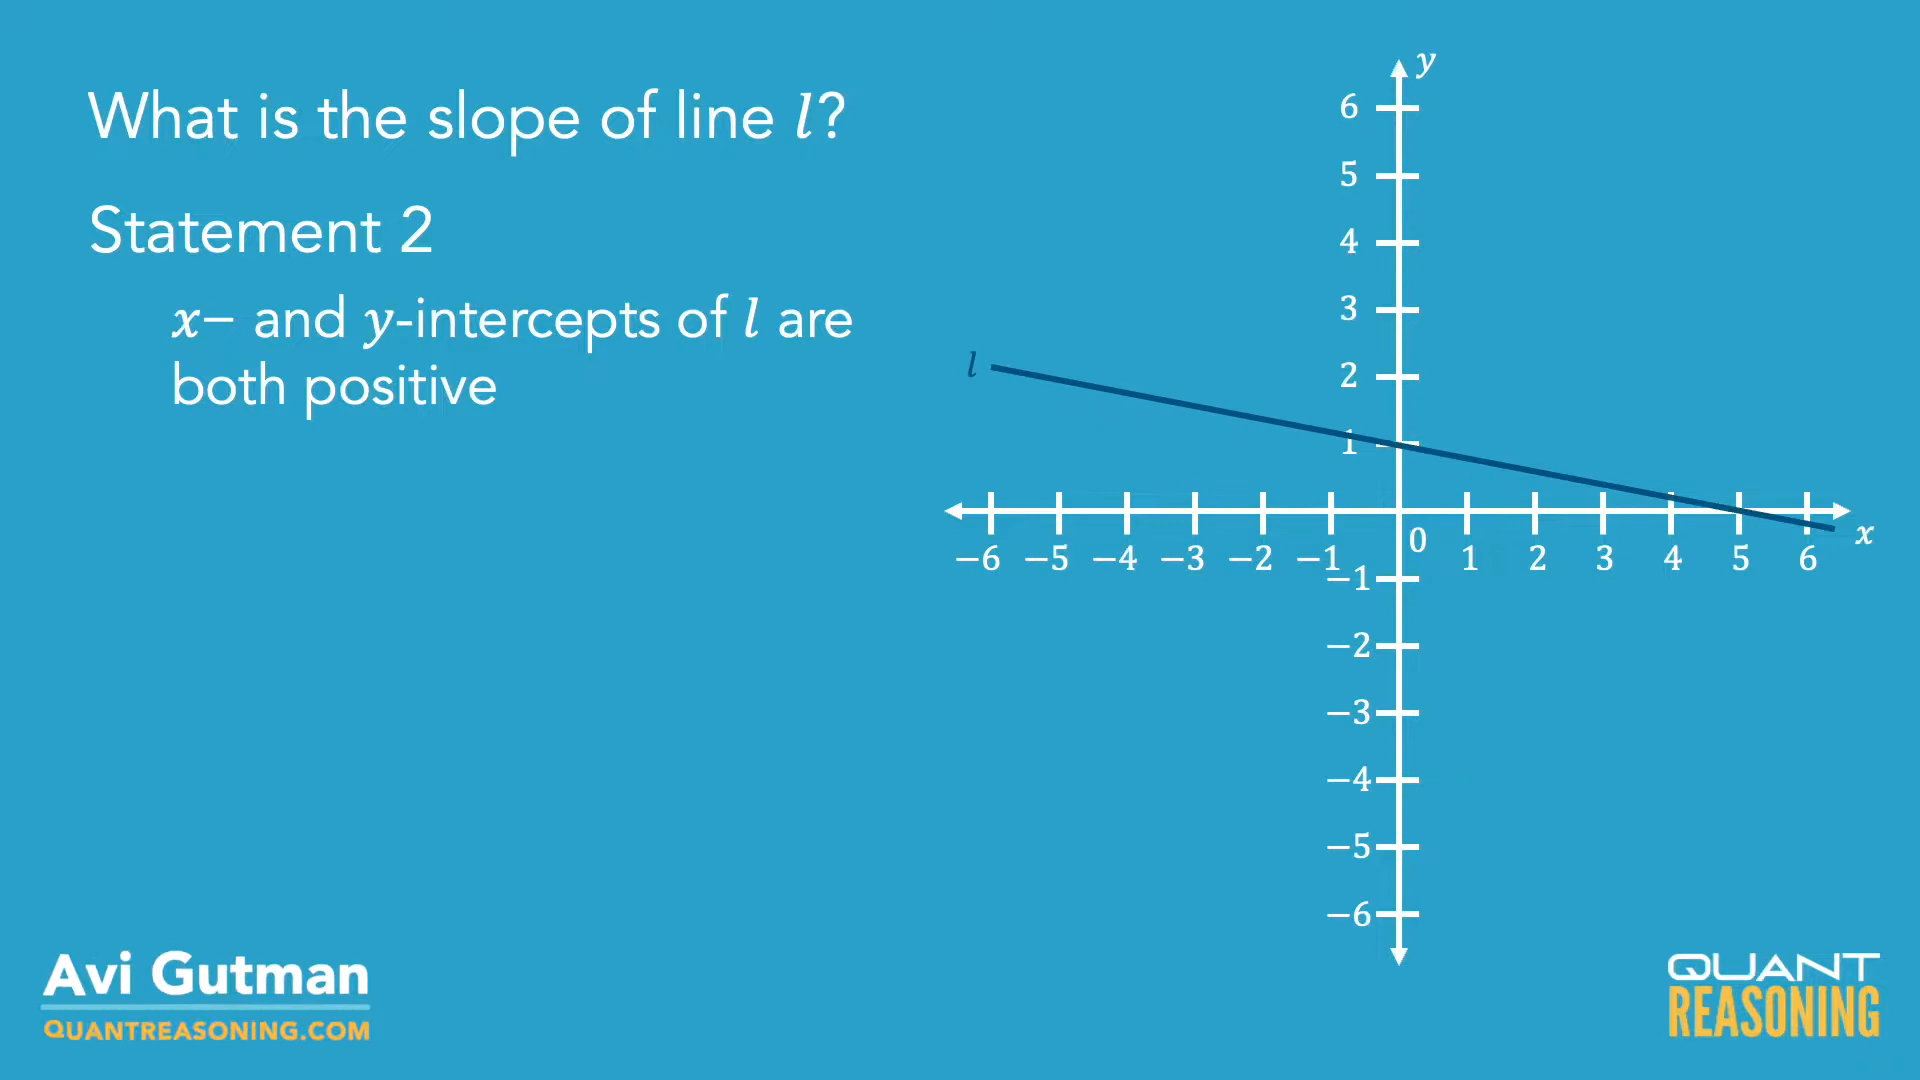 What is the slope of line l?
Statement 2
x− and y-intercepts of l are
both positive
y
6
5
4
3
l
2
1
0
x
−6 −5 −4 −3 −2 −1 1 2 3 4 5 6
−1
−2
−3
−4
−5
−6
Avi Gutman
QUANTREASONING.COM
QUANT
REASONING